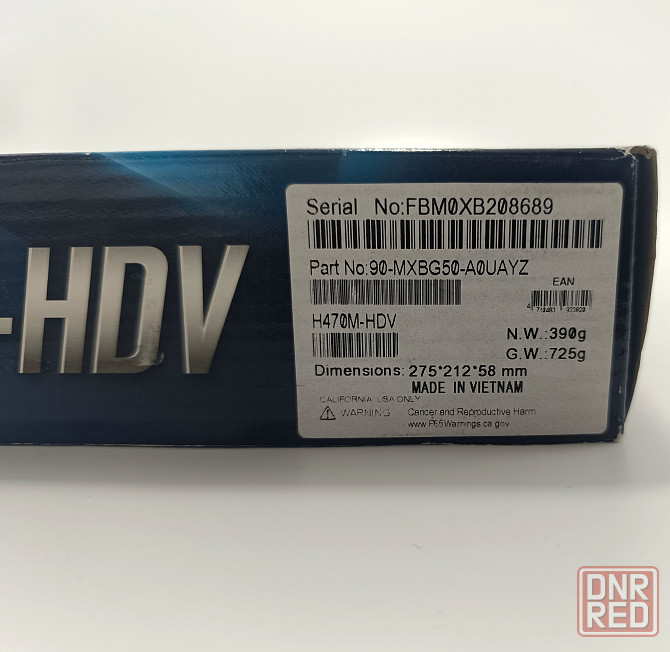 -HDV
Serial No:FBM0XB208689
Part No:90-MXBG50-A0UAYZ
EAN
H470M-HDV
N.W.:390g
G.W.:725g
Dimensions: 275*212*58 mm
MADE IN VIETNAM
CALIFORNIA USA ONLY
WARNING Cancer and Reproductive Harm
www.P65Warnings.ca.gov
DNR
RED